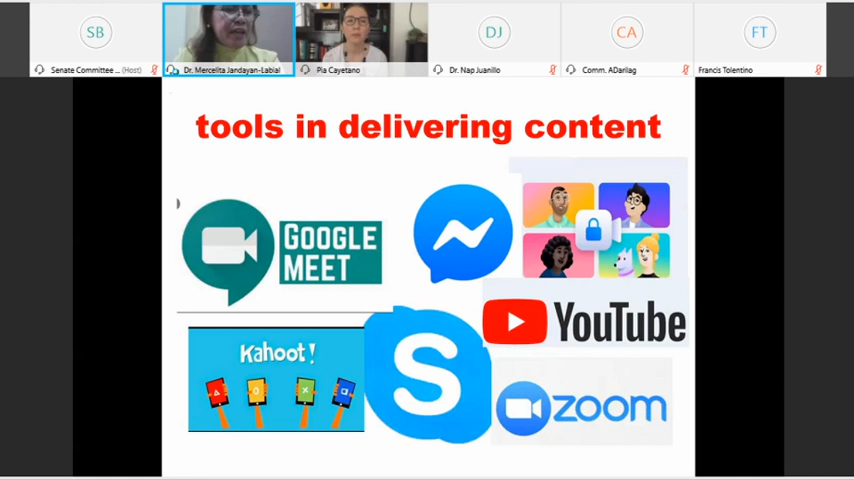 SB
DJ
CA
FT
Senate Committee ... (Host)
Dr. Mercelita Jandayan-Labial
Pia Cayetano
Dr. Nap Juanillo
Comm. ADarilag
Francis Tolentino
tools in delivering content
GOOGLE
MEET
YouTube
Kahoot!
S
zoom